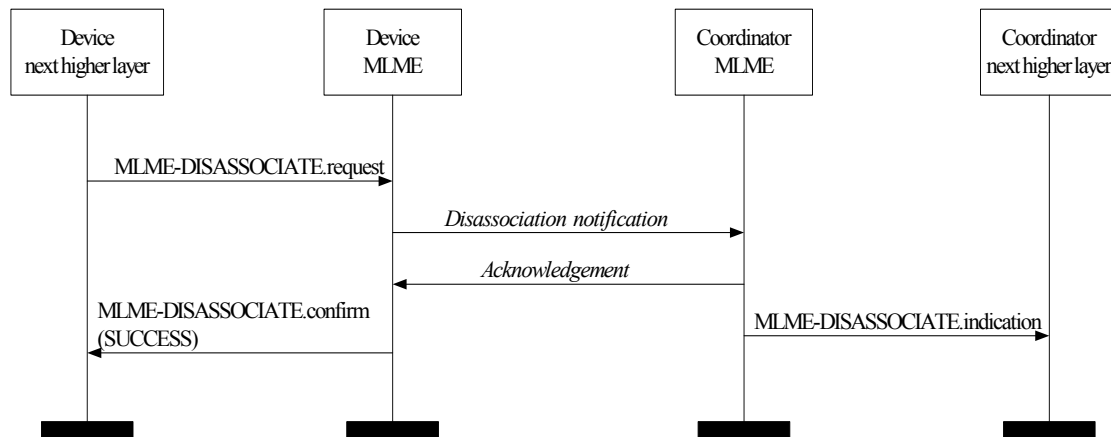 Device
next higher layer
Device
MLME
Coordinator
MLME
Coordinator
next higher layer
MLME-DISASSOCIATE.request
Disassociation notification
Acknowledgement
MLME-DISASSOCIATE.confirm
(SUCCESS)
MLME-DISASSOCIATE.indication